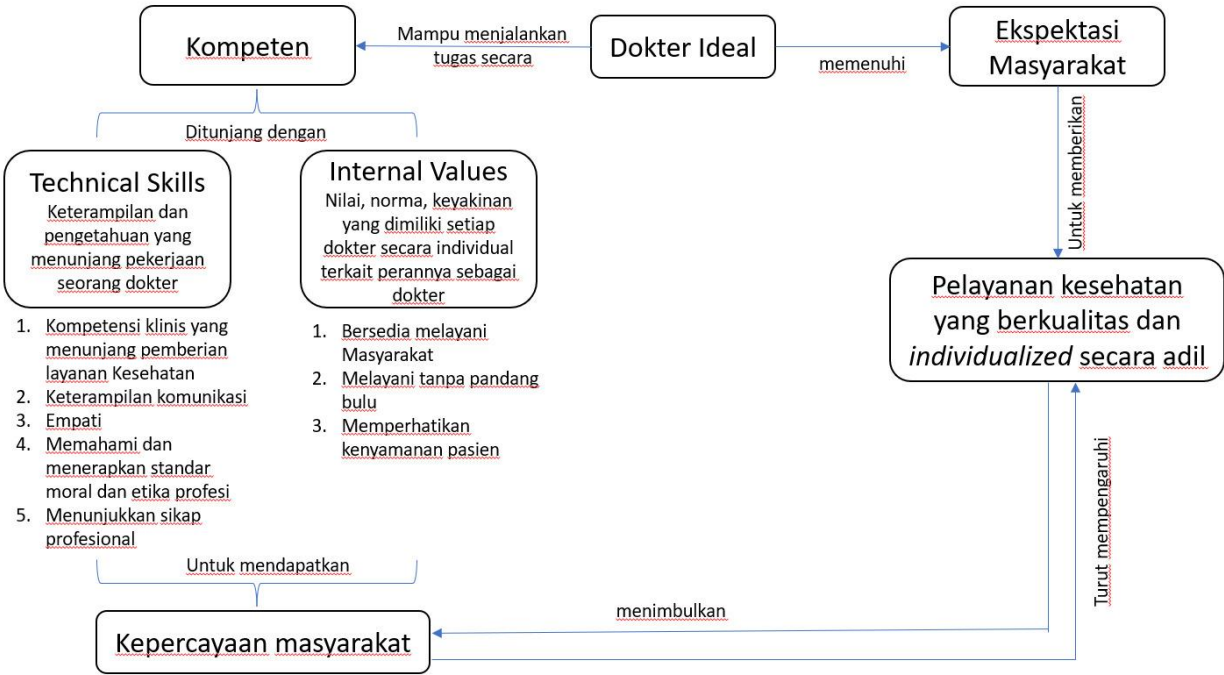 Kompeten
Mampu menjalankan
tugas secara
Dokter Ideal
memenuhi
Ekspektasi
Masyarakat
Ditunjang dengan
Untuk memberikan
Technical Skills
Keterampilan dan
pengetahuan yang
menunjang pekerjaan
seorang dokter
Internal Values
Nilai, norma, keyakinan
yang dimiliki setiap
dokter secara individual
terkait perannya sebagai
dokter
Pelayanan kesehatan
yang berkualitas dan
individualized secara adil
1. Kompetensi klinis yang
menunjang pemberian
layanan Kesehatan
2. Keterampilan komunikasi
3. Empati
4. Memahami dan
menerapkan standar
moral dan etika profesi
5. Menunjukkan sikap
profesional
1. Bersedia melayani
Masyarakat
2. Melayani tanpa pandang
bulu
3. Memperhatikan
kenyamanan pasien
Untuk mendapatkan
Kepercayaan masyarakat
menimbulkan
Turut mempengaruhi